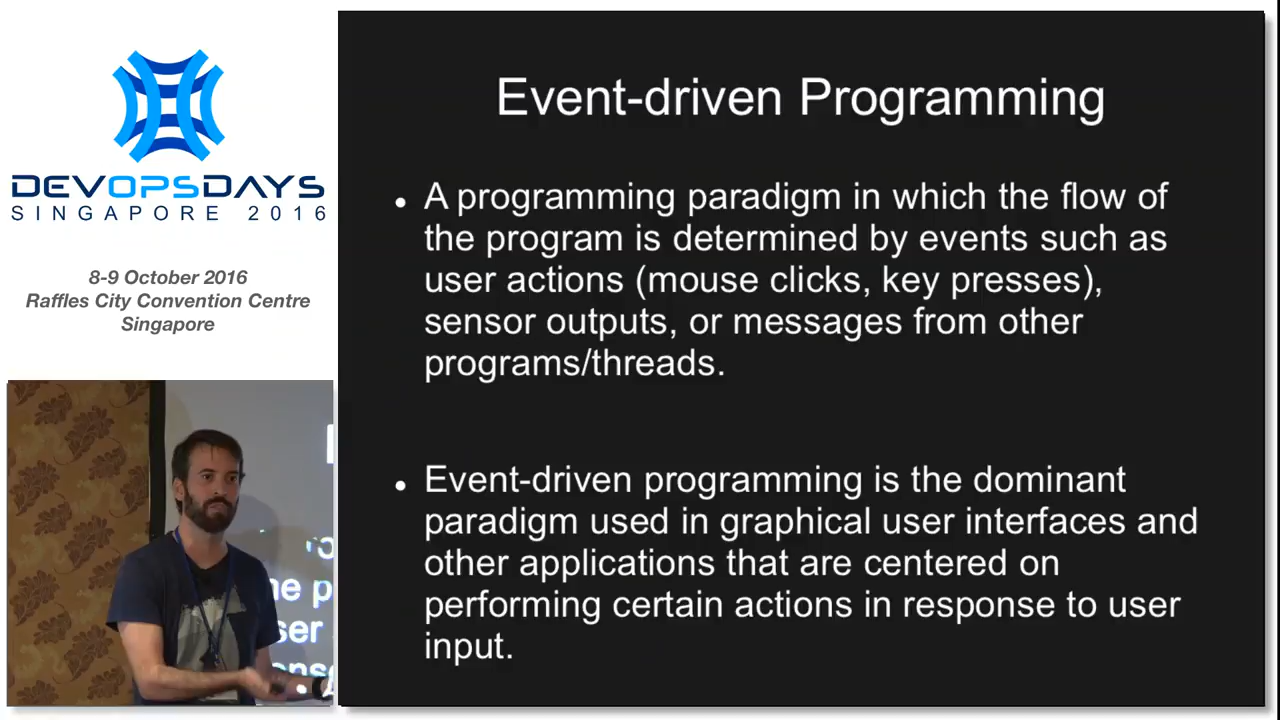 DEVOPSDAYS
SINGAPORE 2016
8-9 October 2016
Raffles City Convention Centre
Singapore
Event-driven Programming
• A programming paradigm in which the flow of
the program is determined by events such as
user actions (mouse clicks, key presses),
sensor outputs, or messages from other
programs/threads.
• Event-driven programming is the dominant
paradigm used in graphical user interfaces and
other applications that are centered on
performing certain actions in response to user
input.